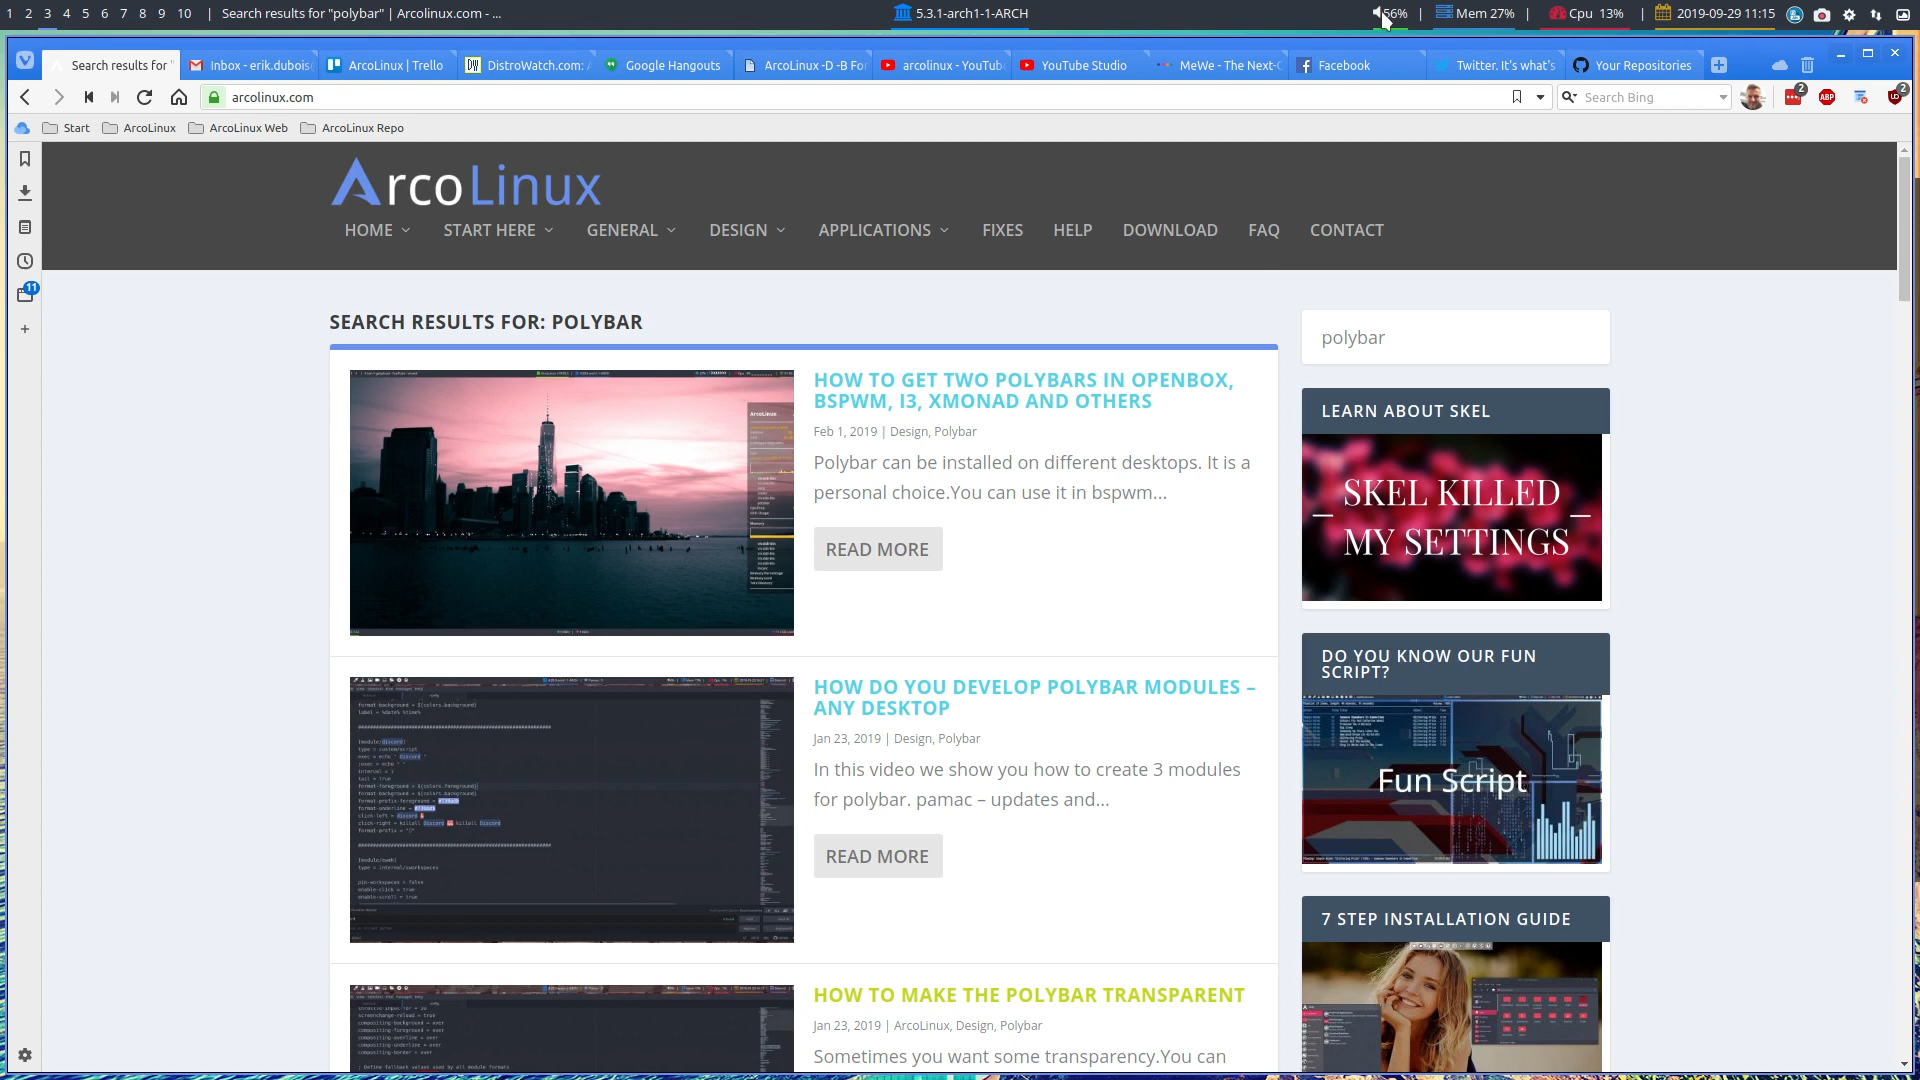 1 2 3 4 5 6 7 8 9 10 | Search results for "polybar" | Arcolinux.com - ...
5.3.1-arch1-1-ARCH
56% | Mem 27% | Cpu 13% | 2019-09-29 11:15
Search results for "
Inbox - erik.dubois
ArcoLinux | Trello
DistroWatch.com:
Google Hangouts
ArcoLinux -D -B For
arcolinux - YouTube
YouTube Studio
MeWe - The Next-G
Facebook
Twitter. It's what's
Your Repositories
arcolinux.com
Search Bing
2
ABP
2
Start
ArcoLinux
ArcoLinux Web
ArcoLinux Repo
11
ArcoLinux
HOME
START HERE
GENERAL
DESIGN
APPLICATIONS
FIXES
HELP
DOWNLOAD
FAQ
CONTACT
SEARCH RESULTS FOR: POLYBAR
HOW TO GET TWO POLYBARS IN OPENBOX,
BSPWM, I3, XMONAD AND OTHERS
Feb 1, 2019 | Design, Polybar
Polybar can be installed on different desktops. It is a
personal choice.You can use it in bspwm...
READ MORE
HOW DO YOU DEVELOP POLYBAR MODULES –
ANY DESKTOP
Jan 23, 2019 | Design, Polybar
In this video we show you how to create 3 modules
for polybar. pamac – updates and...
READ MORE
HOW TO MAKE THE POLYBAR TRANSPARENT
Jan 23, 2019 | ArcoLinux, Design, Polybar
Sometimes you want some transparency.You can
polybar
LEARN ABOUT SKEL
SKEL KILLED
MY SETTINGS
DO YOU KNOW OUR FUN
SCRIPT?
Fun Script
7 STEP INSTALLATION GUIDE